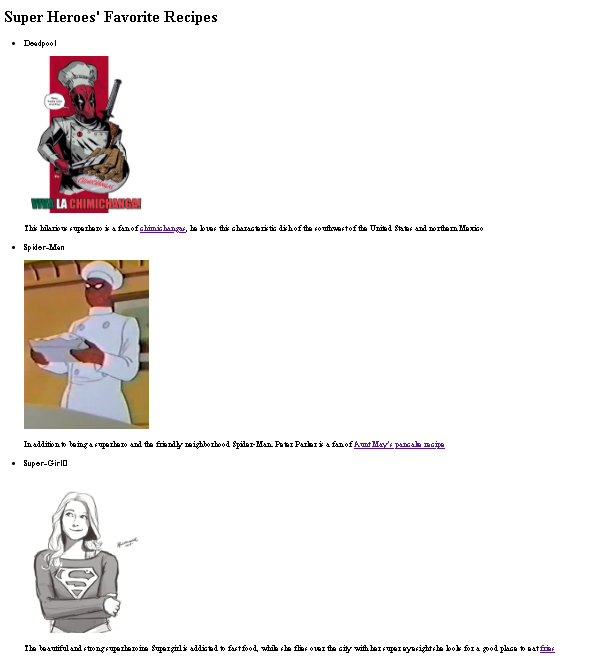 Super Heroes' Favorite Recipes
Deadpool
VIVA LA CHIMICHANGA!
This hilarious superhero is a fan of chimichangas, he loves this characteristic dish of the southwest of the United States and northern Mexico
Spider-Man
In addition to being a superhero and the friendly neighborhood Spider-Man. Peter Parker is a fan of Aunt May's pancake recipe
Super-Girl
The beautiful and strong superheroine Supergirl is addicted to fast food, while she flies over the city with her super eyesight she looks for a good place to eat fries